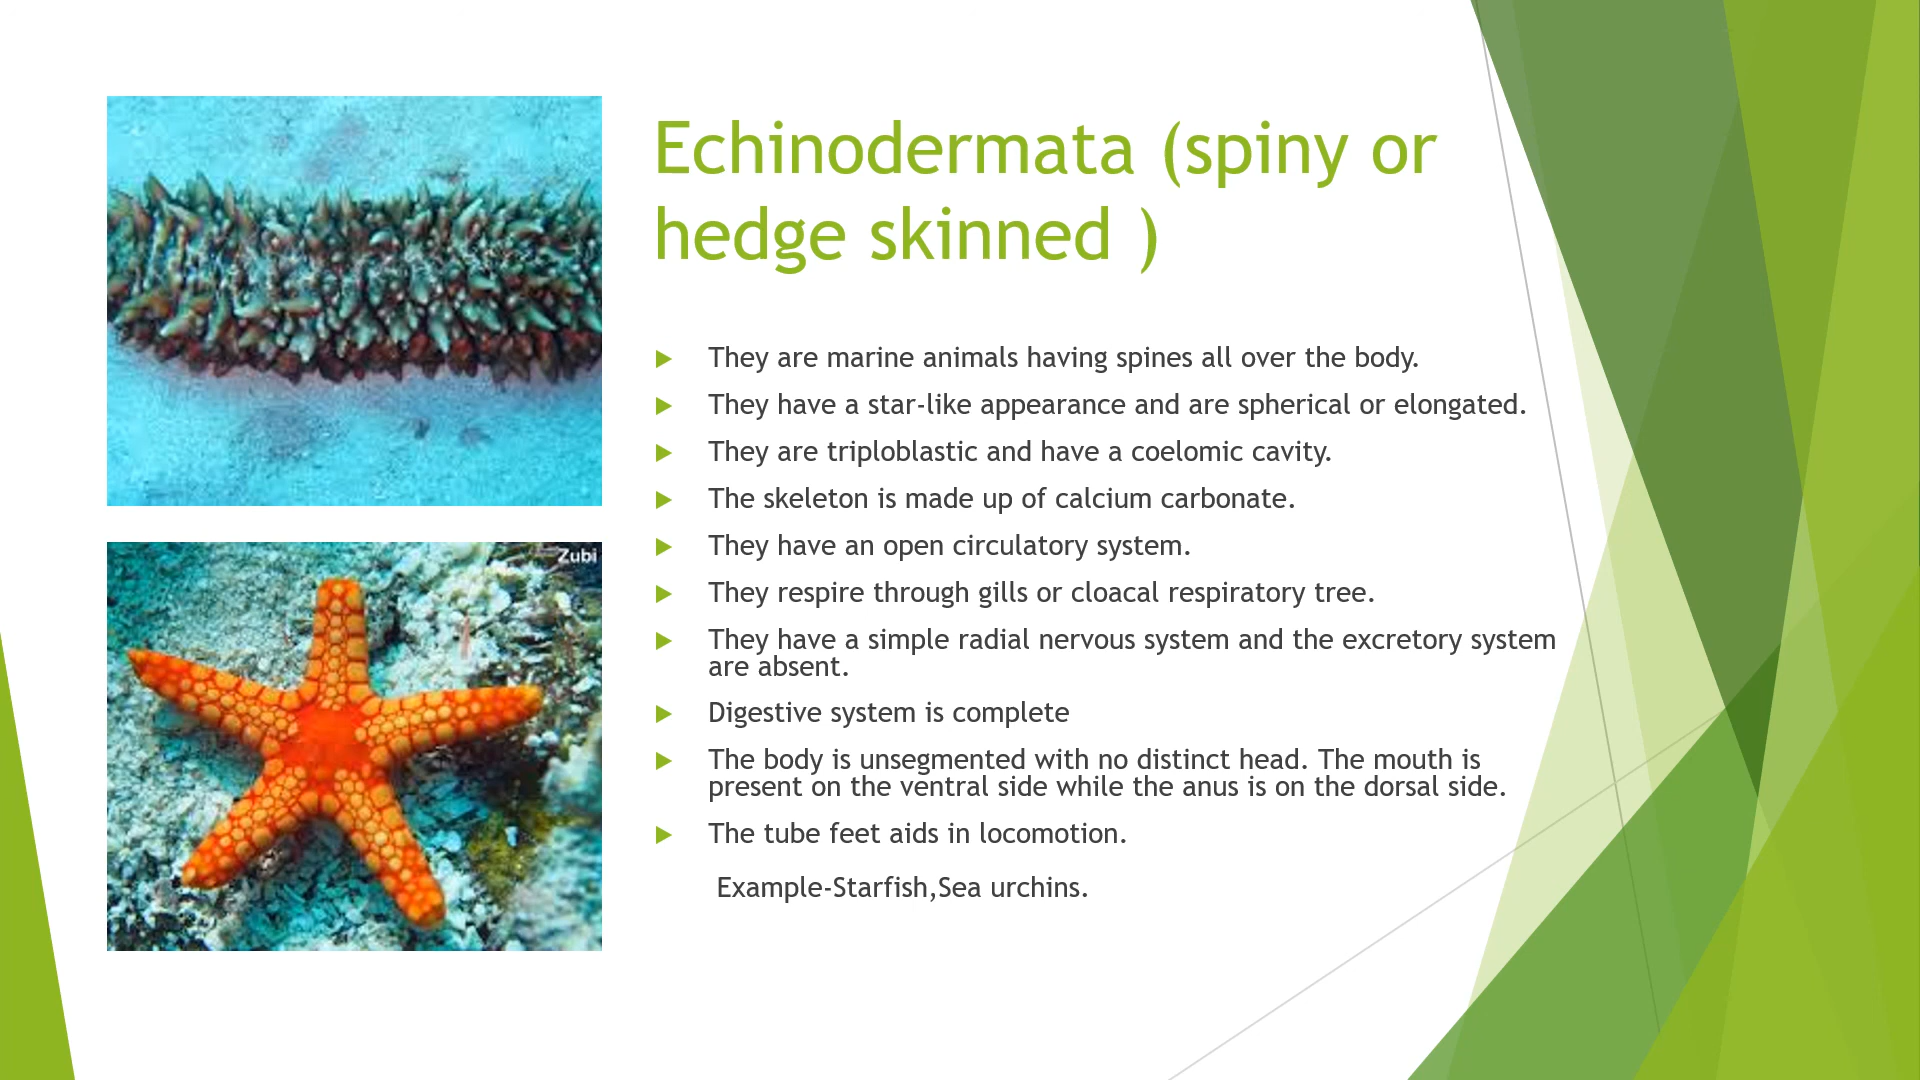 Echinodermata (spiny or
hedge skinned )
They are marine animals having spines all over the body.
They have a star-like appearance and are spherical or elongated.
They are triploblastic and have a coelomic cavity.
The skeleton is made up of calcium carbonate.
They have an open circulatory system.
They respire through gills or cloacal respiratory tree.
They have a simple radial nervous system and the excretory system
are absent.
Digestive system is complete
The body is unsegmented with no distinct head. The mouth is
present on the ventral side while the anus is on the dorsal side.
The tube feet aids in locomotion.
Example-Starfish,Sea urchins.
Zubi